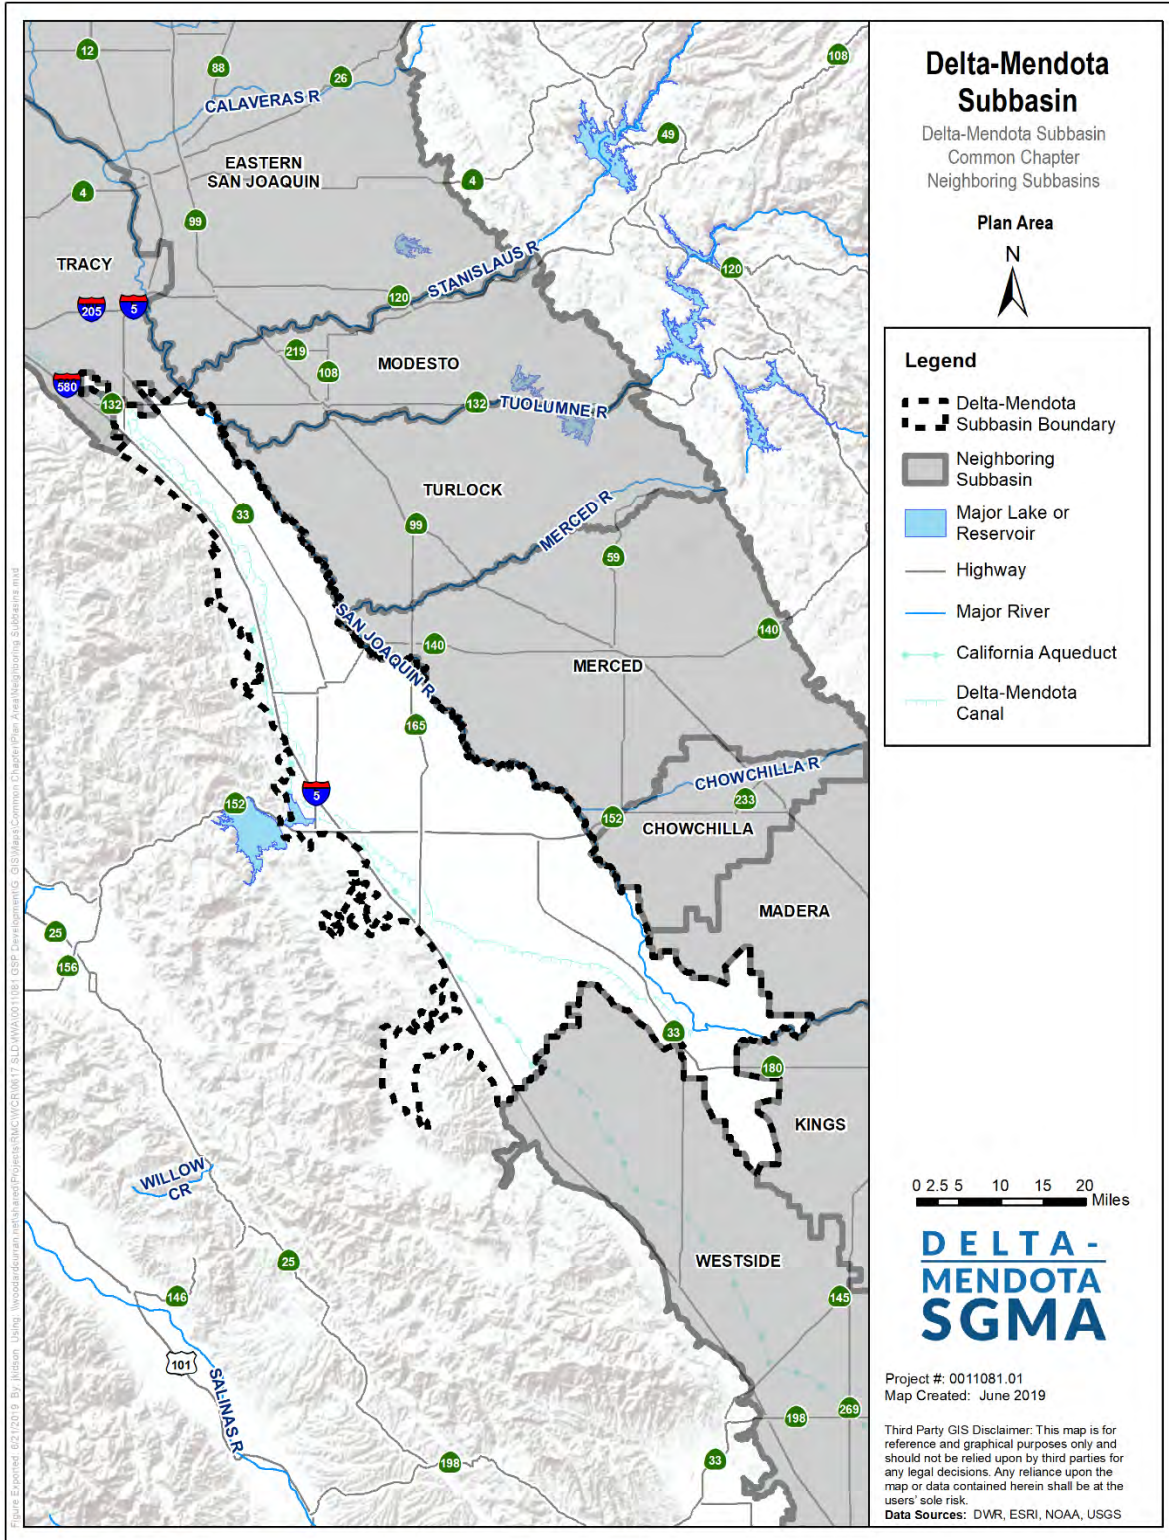 Delta-Mendota
Subbasin
Delta-Mendota Subbasin
Common Chapter
Neighboring Subbasins
Plan Area
N
Legend
Delta-Mendota
Subbasin Boundary
Neighboring
Subbasin
Major Lake or
Reservoir
Highway
Major River
California Aqueduct
Delta-Mendota
Canal
0 2.5 5 10 15 20
Miles
DELTA-
MENDOTA
SGMA
Project #: 0011081.01
Map Created: June 2019
Third Party GIS Disclaimer: This map is for
reference and graphical purposes only and
should not be relied upon by third parties for
any legal decisions. Any reliance upon the
map or data contained herein shall be at the
users' sole risk.
Data Sources: DWR, ESRI, NOAA, USGS
12
88
26
108
CALAVERAS R
49
EASTERN
SAN JOAQUIN
4
4
99
TRACY
STANISLAUS R
120
120
205
5
219
MODESTO
108
580
132
132
TUOLUMNE R
TURLOCK
33
99
MERCED R
59
SAN JOAQUIN R
140
140
MERCED
165
CHOWCHILLA R
5
233
152
152
CHOWCHILLA
MADERA
25
156
33
180
KINGS
WILLOW
CR
WESTSIDE
25
146
145
101
SALINAS R
269
198
198
33